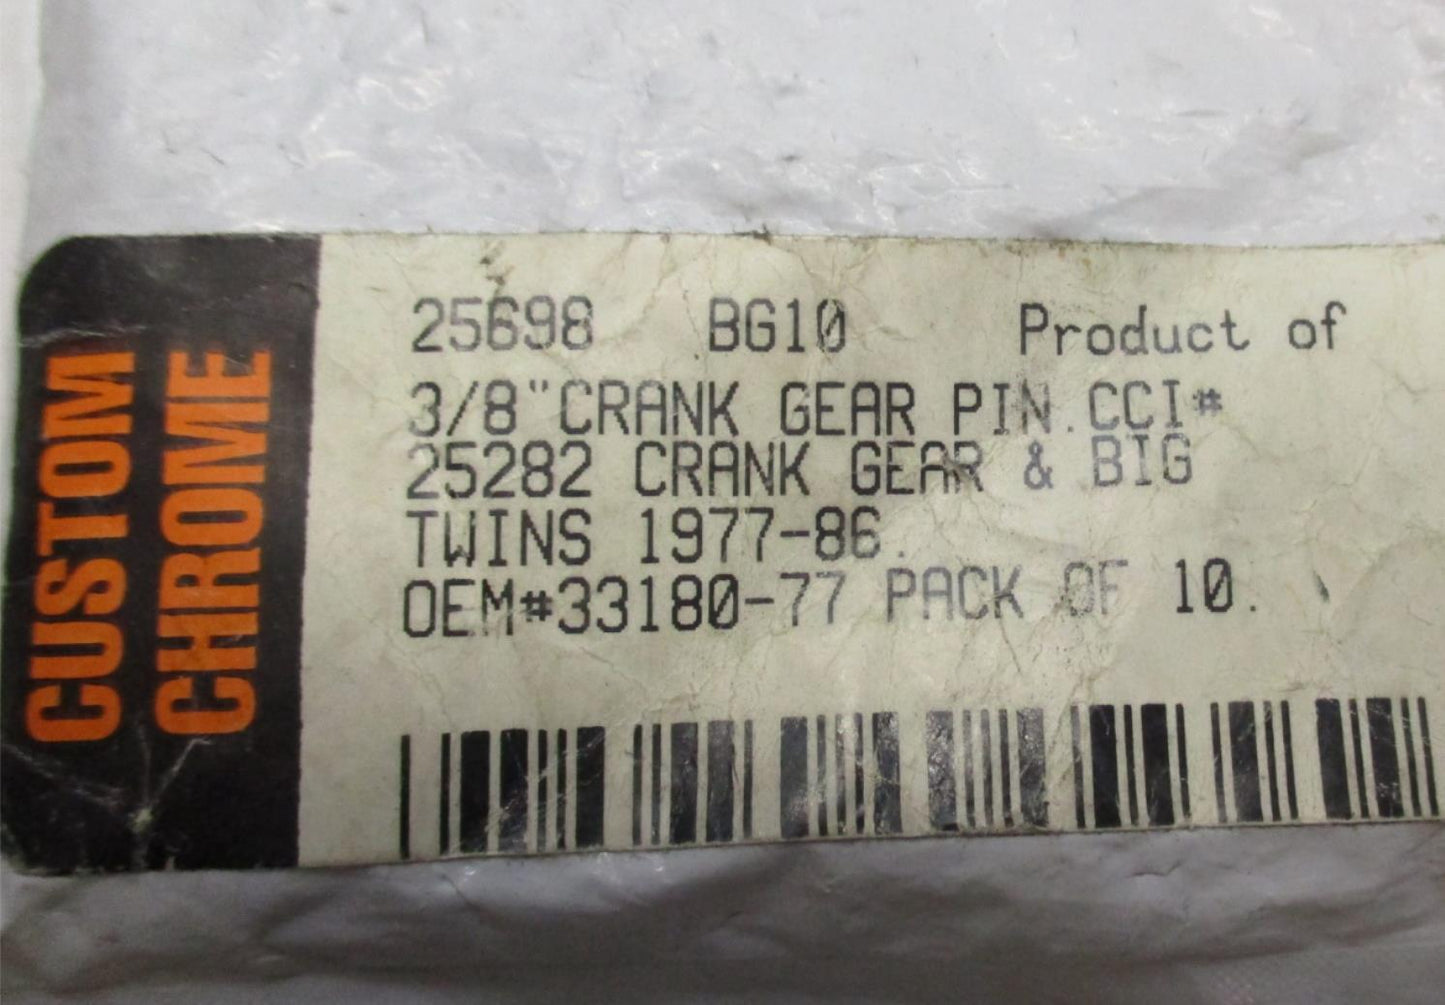 CUSTOM
CHROME
25698 BG10 Product of
3/8"CRANK GEAR PIN.CCI#
25282 CRANK GEAR & BIG
TWINS 1977-86.
OEM#33180-77 PACK OF 10.